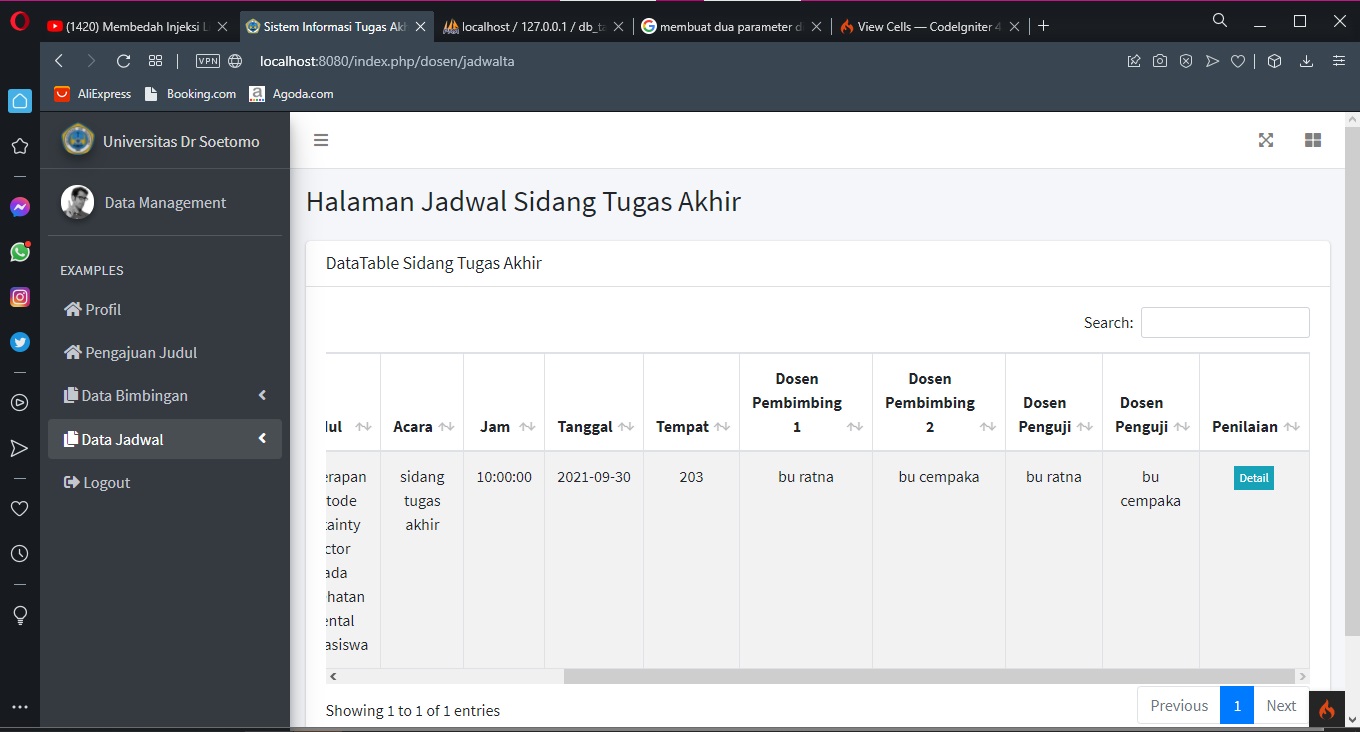 (1420) Membedah Injeksi L
Sistem Informasi Tugas Akh
localhost / 127.0.0.1 / db_ta
membuat dua parameter d
View Cells — CodeIgniter 4
VPN
localhost:8080/index.php/dosen/jadwalta
AliExpress
Booking.com
a Agoda.com
Universitas Dr Soetomo
Data Management
EXAMPLES
Profil
Pengajuan Judul
Data Bimbingan
Data Jadwal
Logout
Halaman Jadwal Sidang Tugas Akhir
DataTable Sidang Tugas Akhir
Search:
Dosen Dosen
Pembimbing Pembimbing Dosen Dosen
lul Acara Jam Tanggal Tempat 1 2 Penguji Penguji Penilaian
erapan sidang 10:00:00 2021-09-30 203 bu ratna bu cempaka bu ratna bu Detail
tode tugas cempaka
tainty akhir
ctor
ada
hatan
ental
asiswa
Showing 1 to 1 of 1 entries
Previous 1 Next